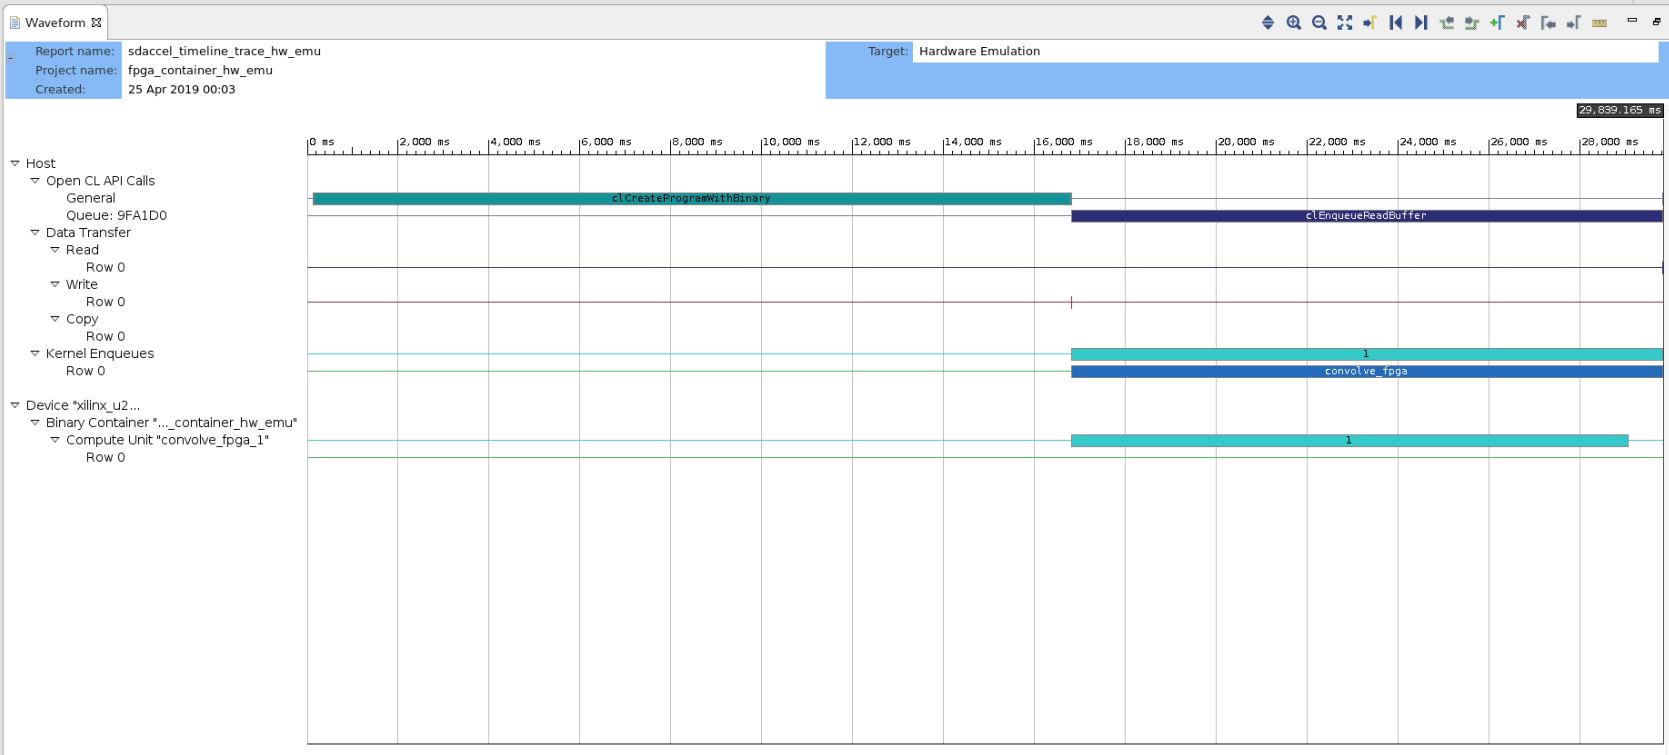 Waveform
Report name: sdaccel_timeline_trace_hw_emu
Target: Hardware Emulation
Project name: fpga_container_hw_emu
Created: 25 Apr 2019 00:03
29,839.165 ms
0 ms 2,000 ms 4,000 ms 6,000 ms 8,000 ms 10,000 ms 12,000 ms 14,000 ms 16,000 ms 18,000 ms 20,000 ms 22,000 ms 24,000 ms 26,000 ms 28,000 ms
Host
Open CL API Calls
General clCreateProgramWithBinary
Queue: 9FA1D0 clEnqueueReadBuffer
Data Transfer
Read
Row 0
Write
Row 0
Copy
Row 0
Kernel Enqueues 1
Row 0 convolve_fpga
Device "xilinx_u2...
Binary Container "..._container_hw_emu"
Compute Unit "convolve_fpga_1" 1
Row 0